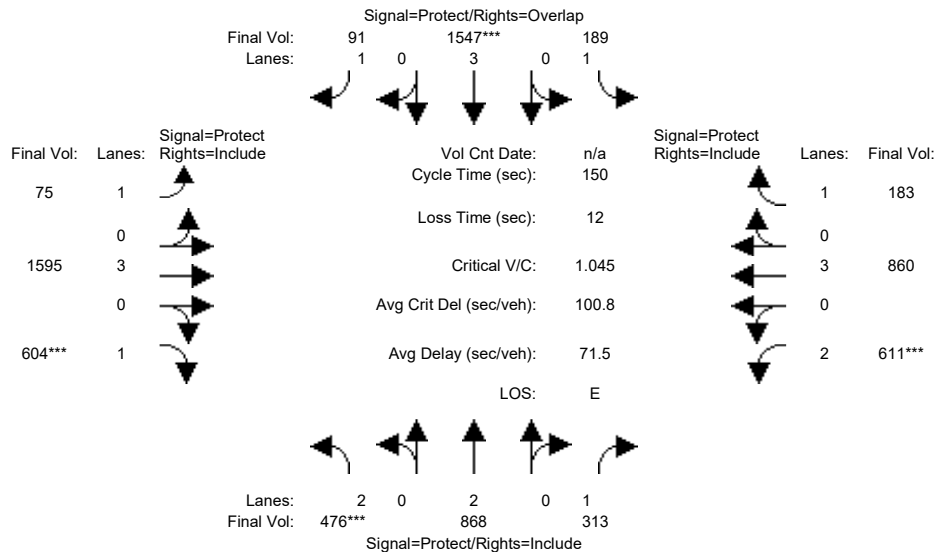 Signal=Protect/Rights=Overlap
Final Vol: 91 1547*** 189
Lanes: 1 0 3 0 1
Signal=Protect
Final Vol: Lanes: Rights=Include
Vol Cnt Date: n/a
Signal=Protect
Rights=Include Lanes: Final Vol:
Cycle Time (sec): 150
75 1
1 183
Loss Time (sec): 12
0
0
1595 3
Critical V/C: 1.045
3 860
0
Avg Crit Del (sec/veh): 100.8
0
604*** 1
Avg Delay (sec/veh): 71.5
2 611***
LOS: E
Lanes: 2 0 2 0 1
Final Vol: 476*** 868 313
Signal=Protect/Rights=Include